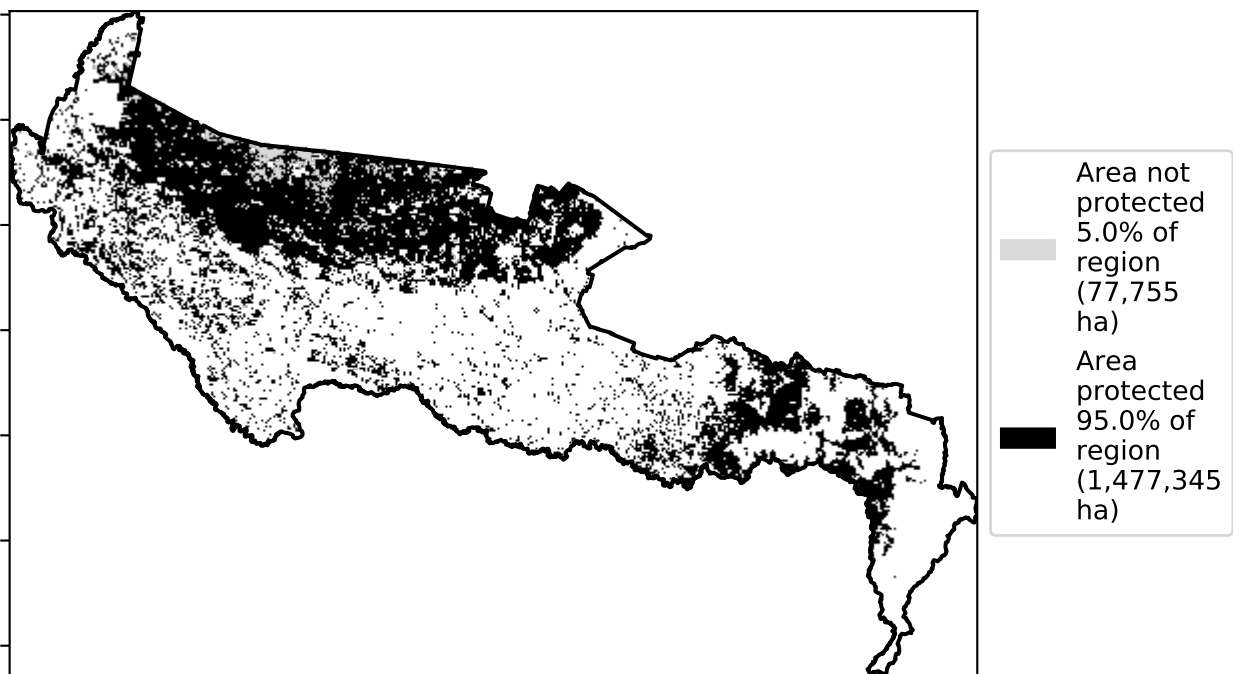 Area not
protected
5.0% of
region
(77,755
ha)
Area
protected
95.0% of
region
(1,477,345
ha)